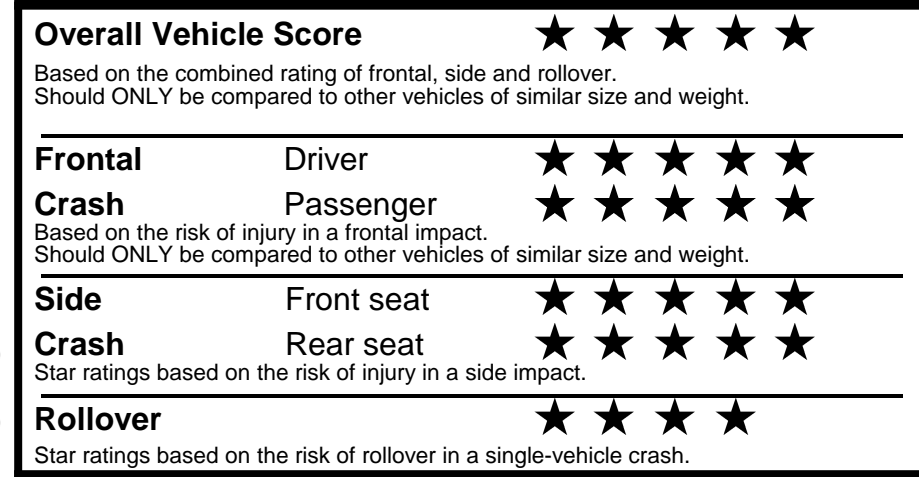 Overall Vehicle Score ★ ★ ★ ★ ★
Based on the combined rating of frontal, side and rollover.
Should ONLY be compared to other vehicles of similar size and weight.
Frontal Driver ★ ★ ★ ★ ★
Crash Passenger ★ ★ ★ ★ ★
Based on the risk of injury in a frontal impact.
Should ONLY be compared to other vehicles of similar size and weight.
Side Front seat ★ ★ ★ ★ ★
Crash Rear seat ★ ★ ★ ★ ★
Star ratings based on the risk of injury in a side impact.
Rollover ★ ★ ★ ★
Star ratings based on the risk of rollover in a single-vehicle crash.